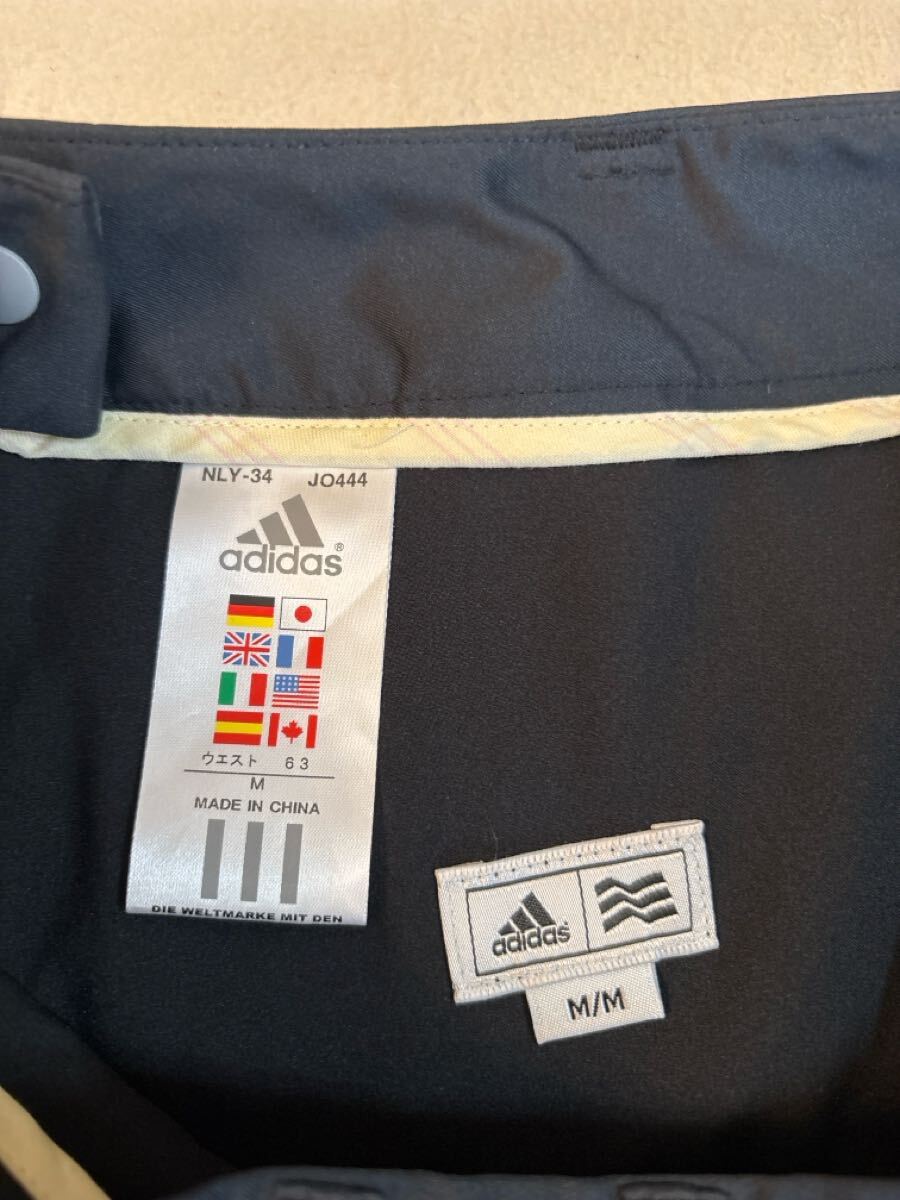 NLY-34 JO444
adidas®
ウエスト 63
M
MADE IN CHINA
DIE WELTMARKE MIT DEN
adidas
M/M